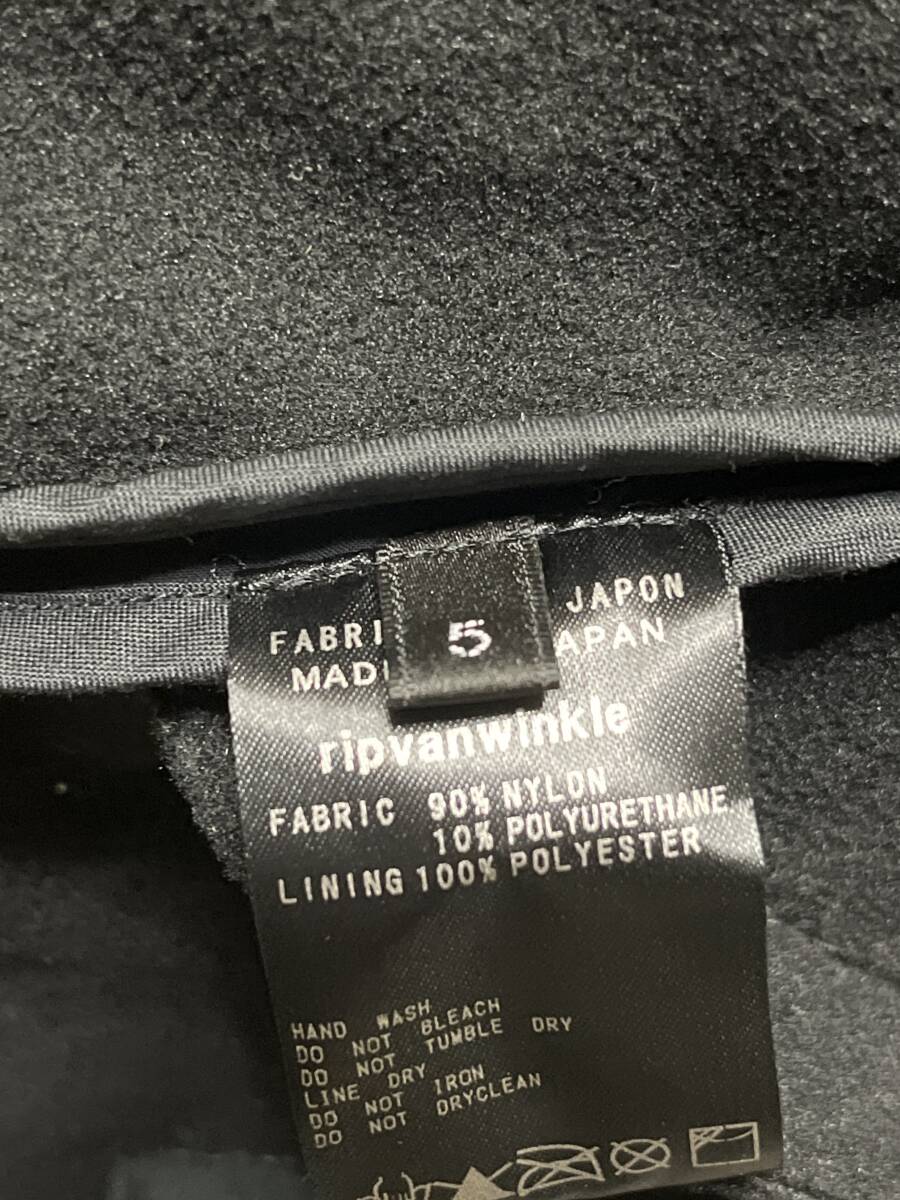 5
FABRI JAPON
MAD APAN
ripvanwinkle
FABRIC 90% NYLON
10% POLYURETHANE
LINING 100% POLYESTER
HAND WASH
DO NOT BLEACH
DO NOT TUMBLE DRY
LINE DRY
DO NOT IRON
DO NOT DRYCLEAN